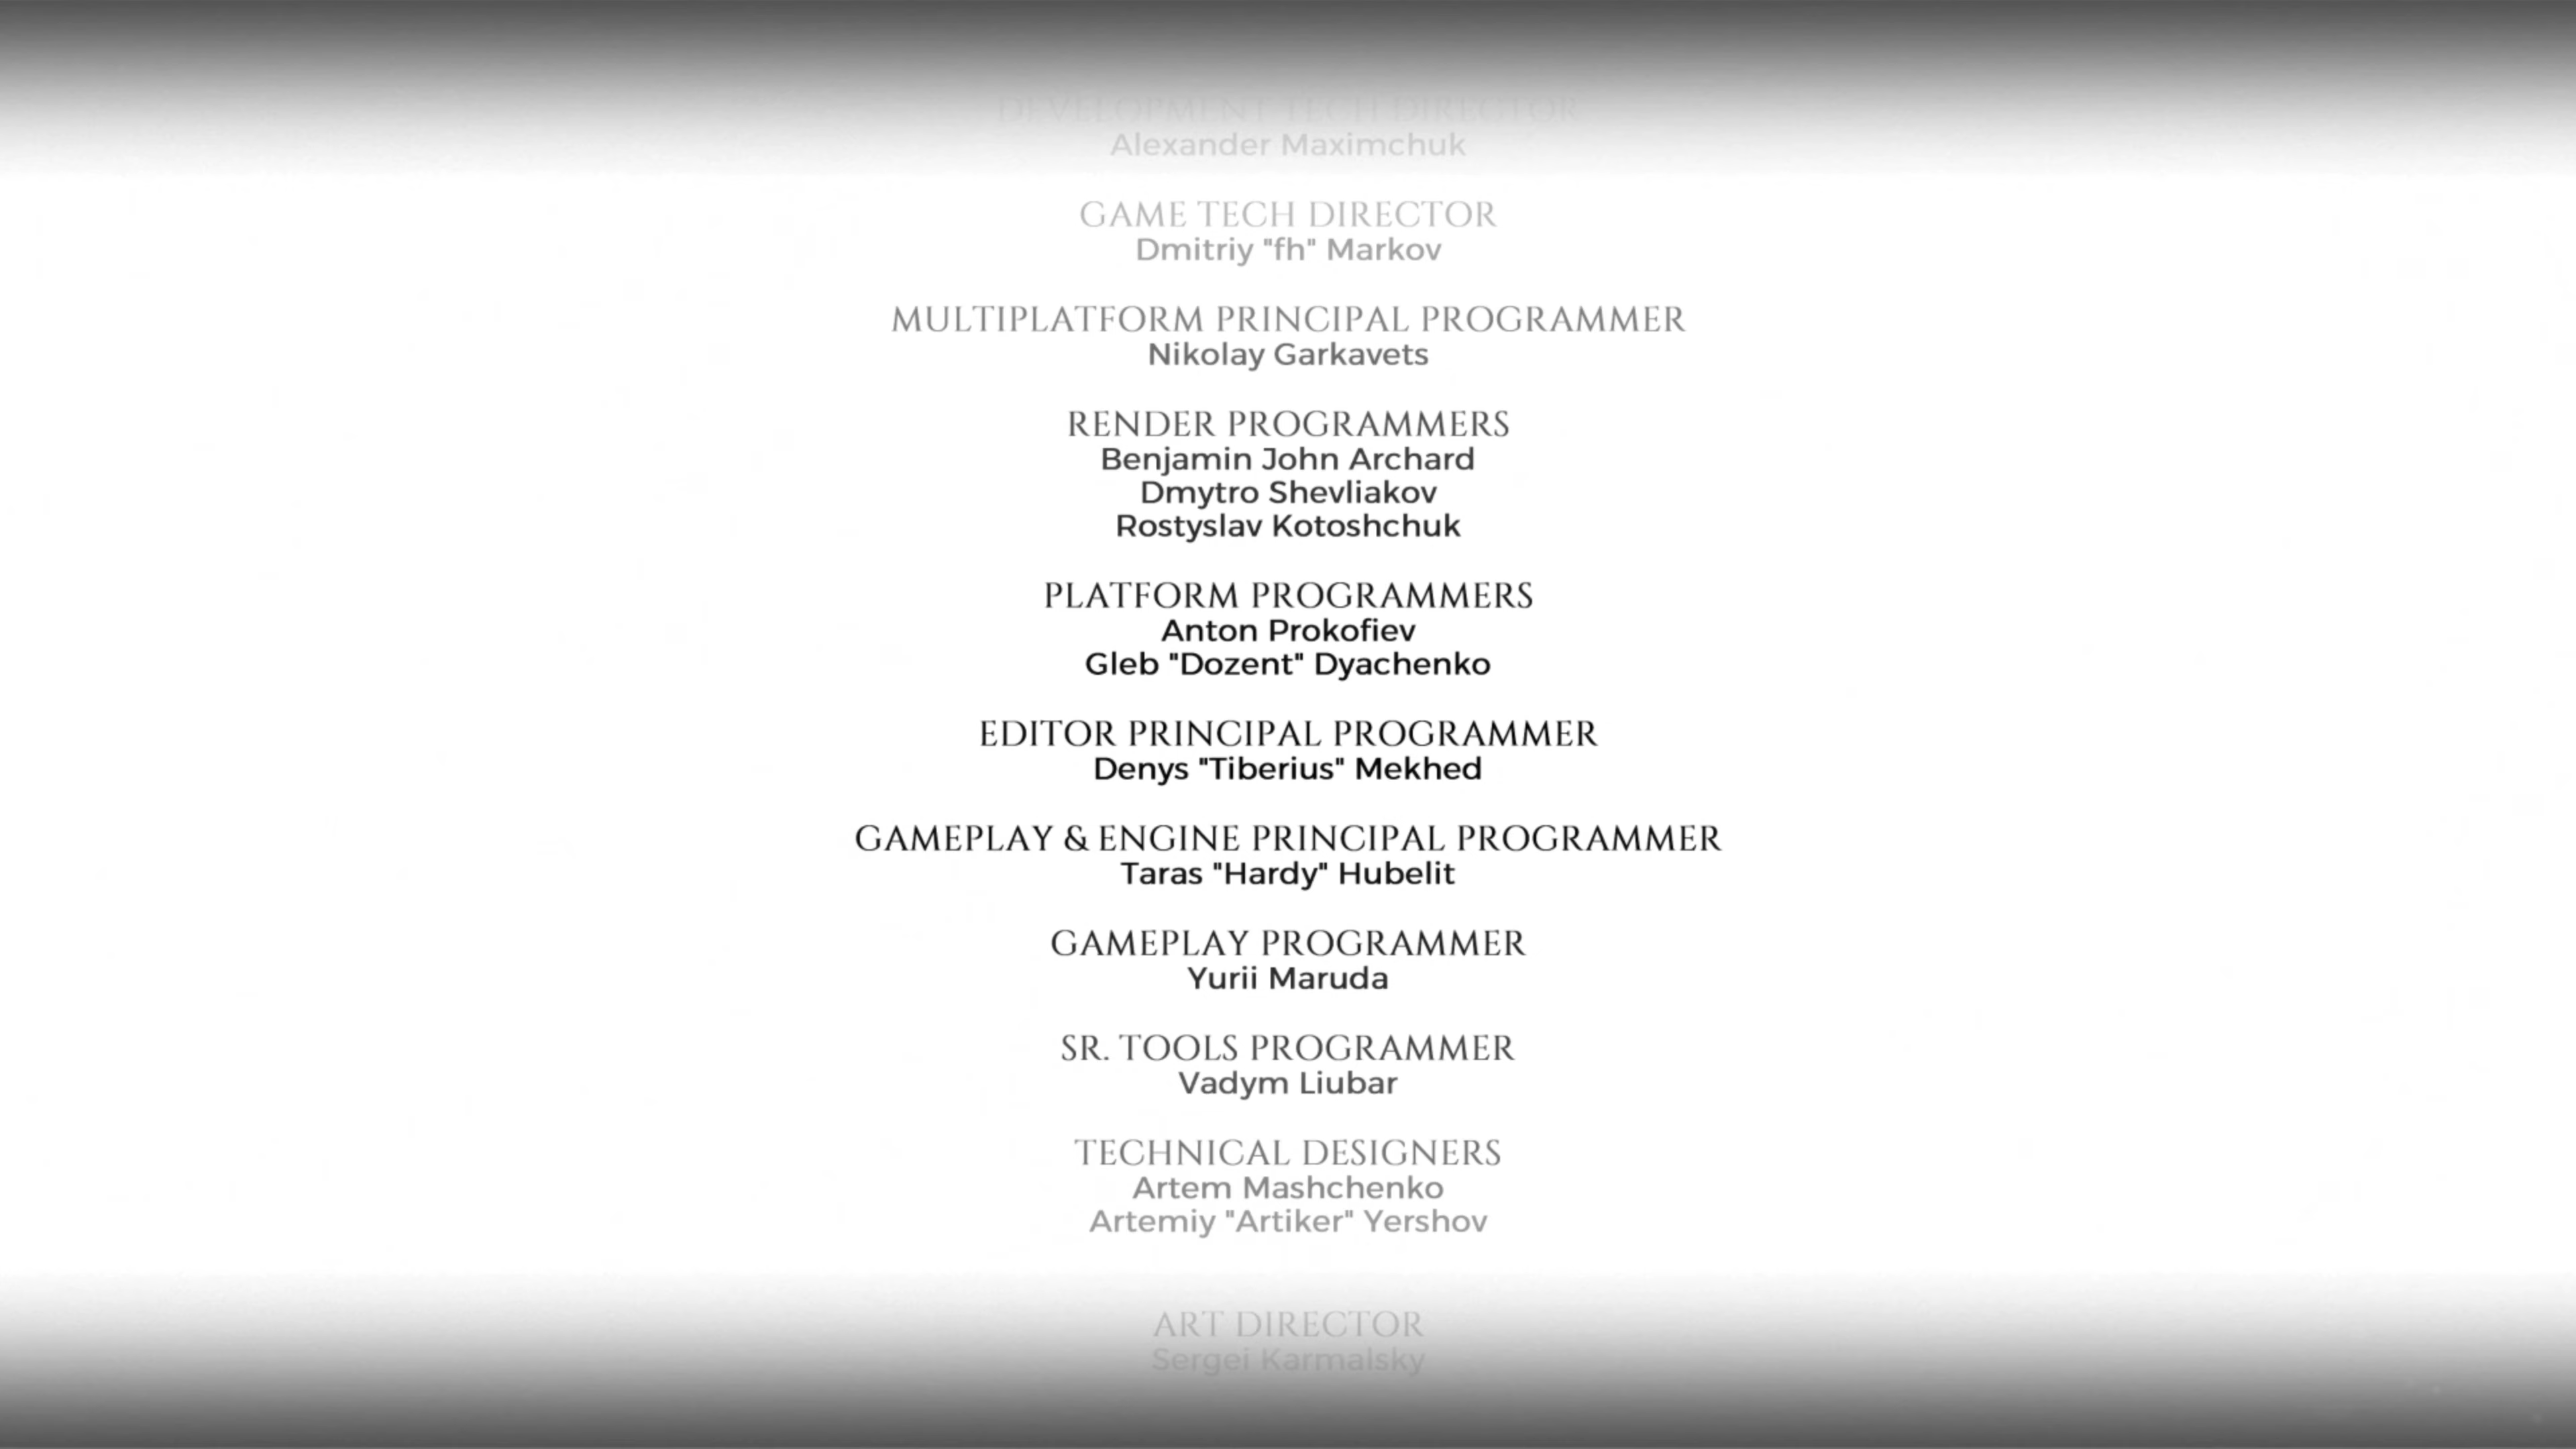 DEVELOPMENT TECH DIRECTOR
Alexander Maximchuk
GAME TECH DIRECTOR
Dmitriy "fh" Markov
MULTIPLATFORM PRINCIPAL PROGRAMMER
Nikolay Garkavets
RENDER PROGRAMMERS
Benjamin John Archard
Dmytro Shevliakov
Rostyslav Kotoshchuk
PLATFORM PROGRAMMERS
Anton Prokofiev
Gleb "Dozent" Dyachenko
EDITOR PRINCIPAL PROGRAMMER
Denys "Tiberius" Mekhed
GAMEPLAY & ENGINE PRINCIPAL PROGRAMMER
Taras "Hardy" Hubelit
GAMEPLAY PROGRAMMER
Yurii Maruda
SR. TOOLS PROGRAMMER
Vadym Liubar
TECHNICAL DESIGNERS
Artem Mashchenko
Artemiy "Artiker" Yershov
ART DIRECTOR
Sergei Karmalsky